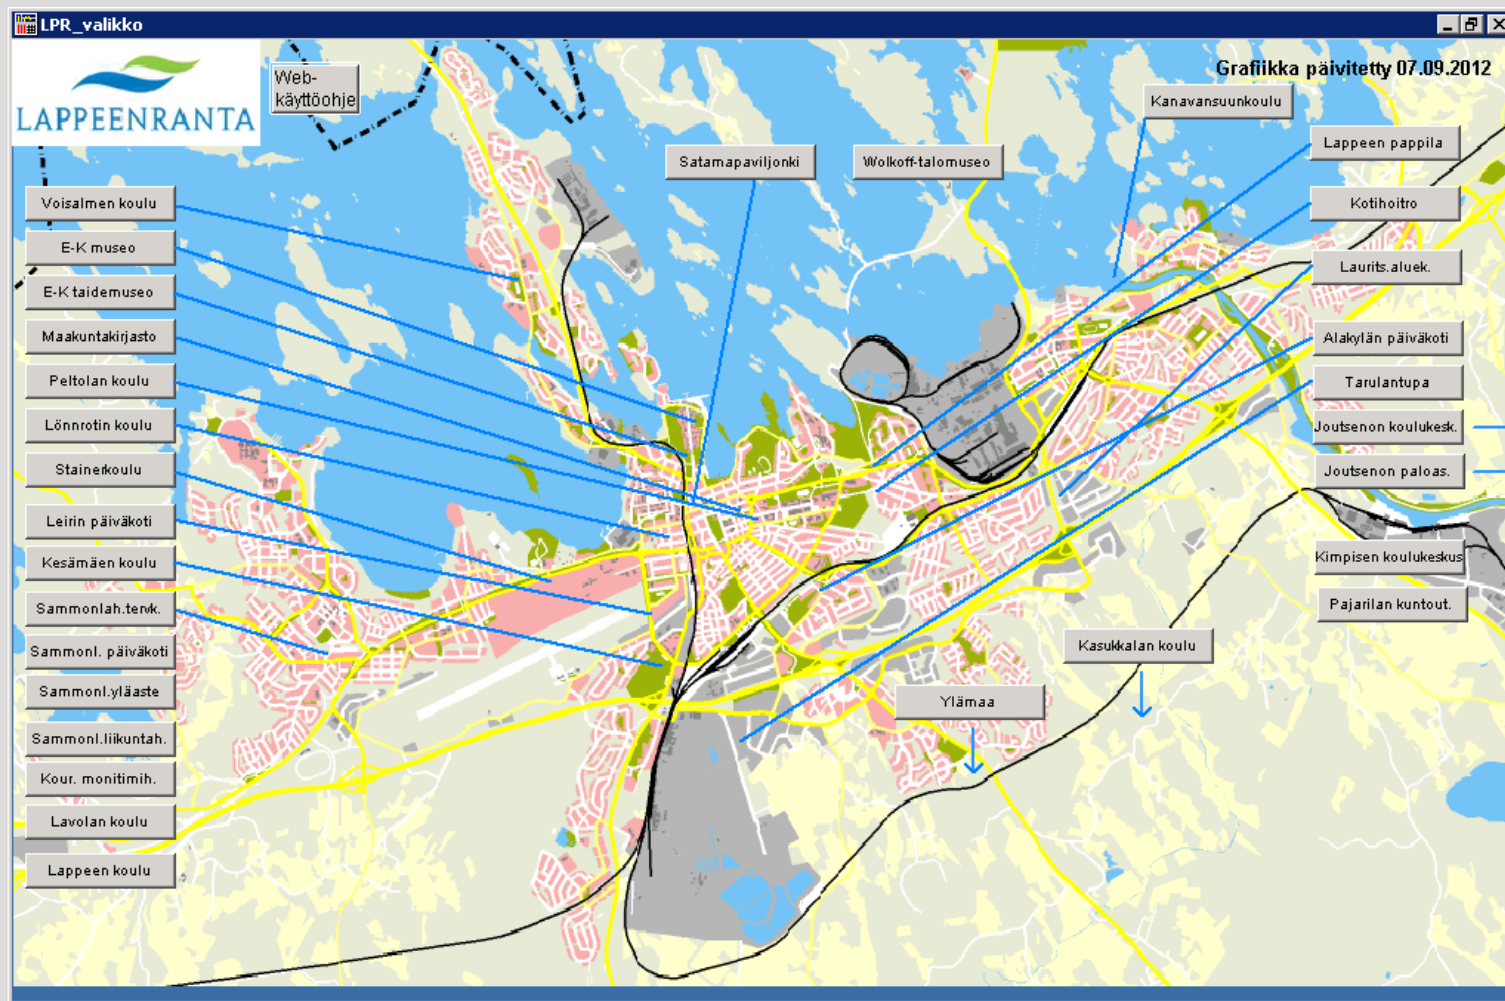 LPR_valikko
LAPPEENRANTA
Web-
käyttöohje
Grafiikka päivitetty 07.09.2012
Kanavansuunkoulu
Lappeen pappila
Satamapaviljonki
Wolkoff-talomuseo
Voisalmen koulu
Kotihoitro
E-K museo
Laurits.aluek.
E-K taidemuseo
Maakuntakirjasto
Alakylän päiväkoti
Peltolan koulu
Tarulantupa
Lönnrotin koulu
Joutsenon koulukesk.
Stainerkoulu
Joutsenon paloas.
Leirin päiväkoti
Kesämäen koulu
Kimpisen koulukeskus
Sammonlah.tervk.
Pajarilan kuntout.
Sammonl. päiväkoti
Kasukkalan koulu
Sammonl.yläaste
Ylämaa
Sammonl.liikuntah.
Kour. monitimih.
Lavolan koulu
Lappeen koulu